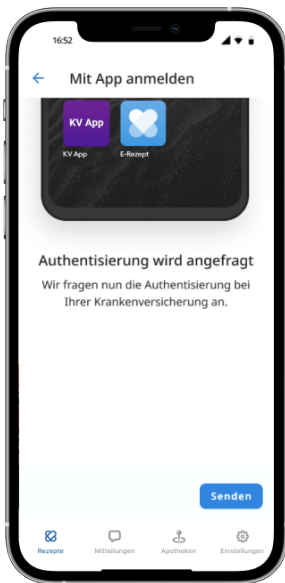 16:52
Mit App anmelden
KV App
KV App E-Rezept
Authentisierung wird angefragt
Wir fragen nun die Authentisierung bei
Ihrer Krankenversicherung an.
Senden
Rezepte Mitteilungen Apotheken Einstellungen